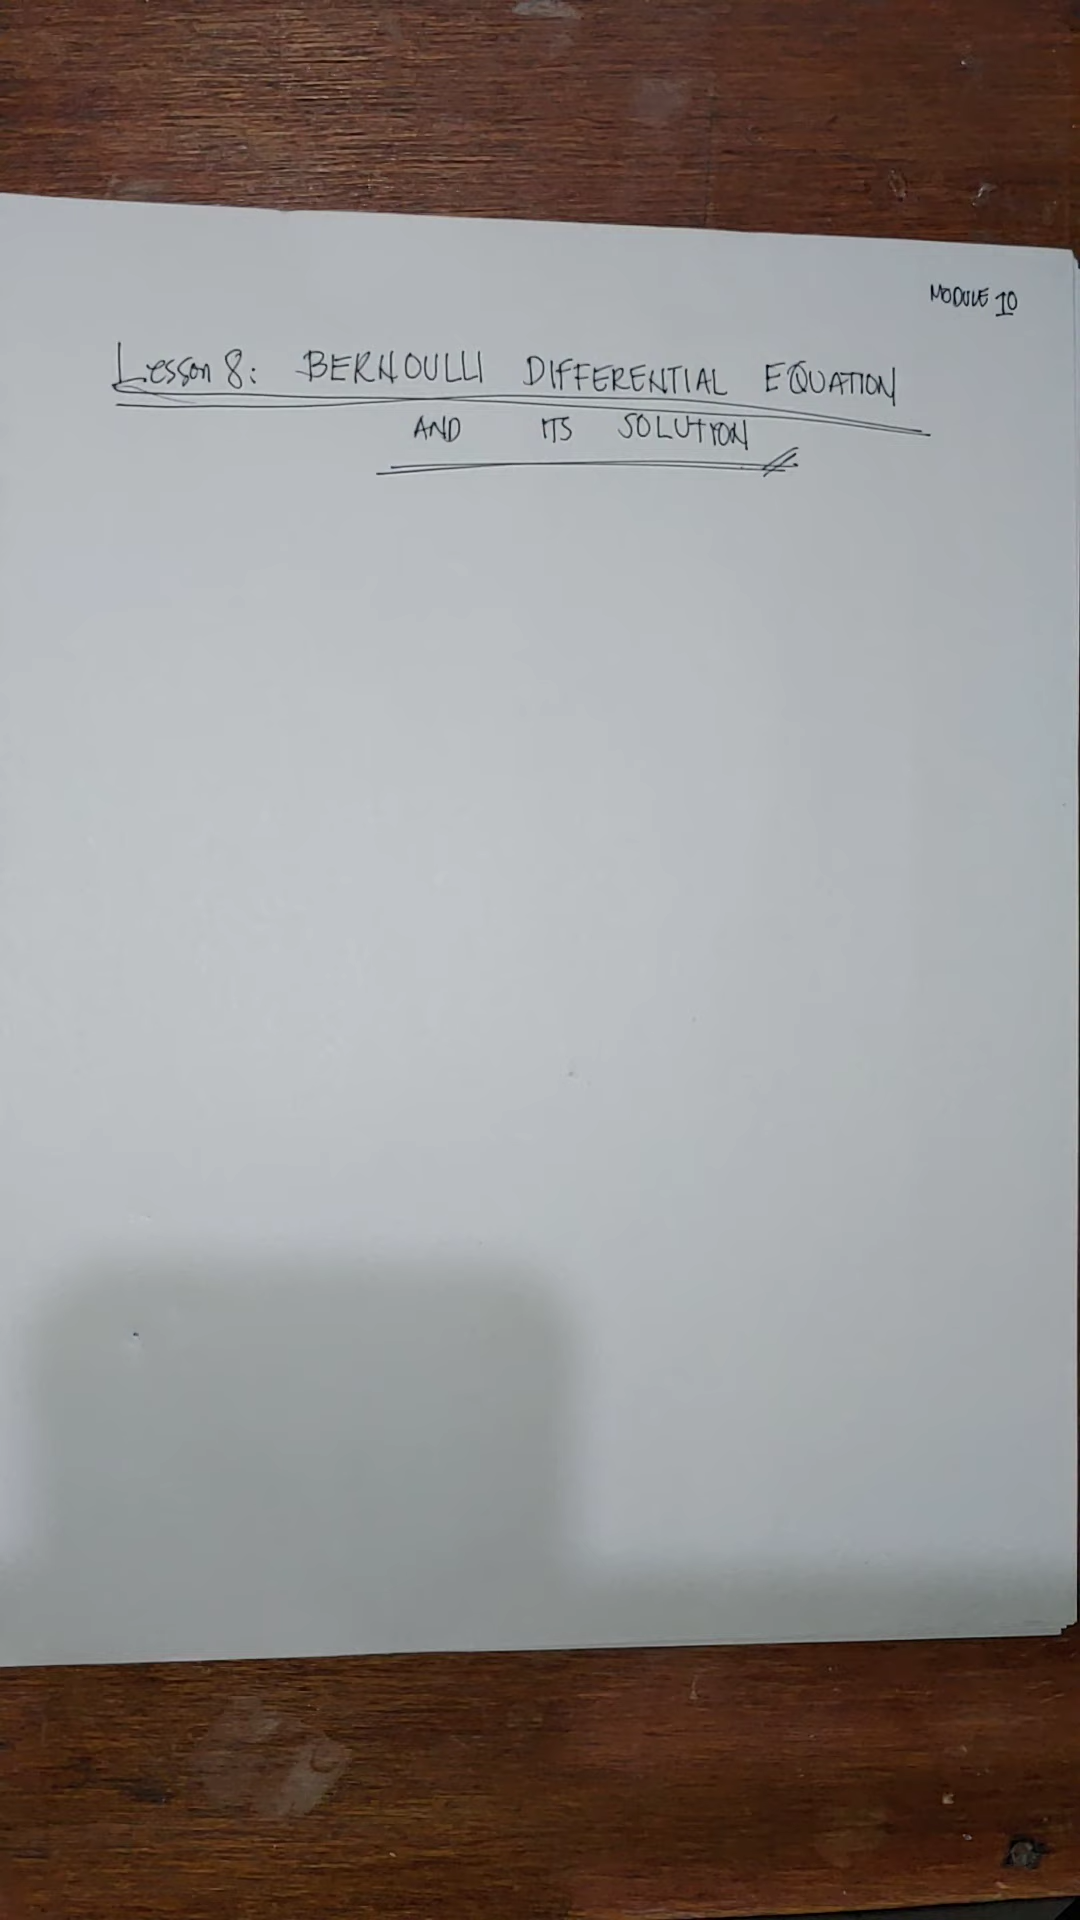 MODULE 10
Lesson 8: BERNOULLI DIFFERENTIAL EQUATION
AND ITS SOLUTION